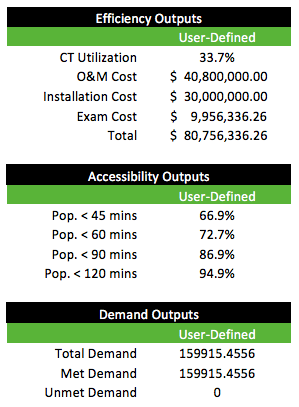 Efficiency Outputs
User-Defined
CT Utilization 33.7%
O&M Cost $ 40,800,000.00
Installation Cost $ 30,000,000.00
Exam Cost $ 9,956,336.26
Total $ 80,756,336.26
Accessibility Outputs
User-Defined
Pop. < 45 mins 66.9%
Pop. < 60 mins 72.7%
Pop. < 90 mins 86.9%
Pop. < 120 mins 94.9%
Demand Outputs
User-Defined
Total Demand 159915.4556
Met Demand 159915.4556
Unmet Demand 0